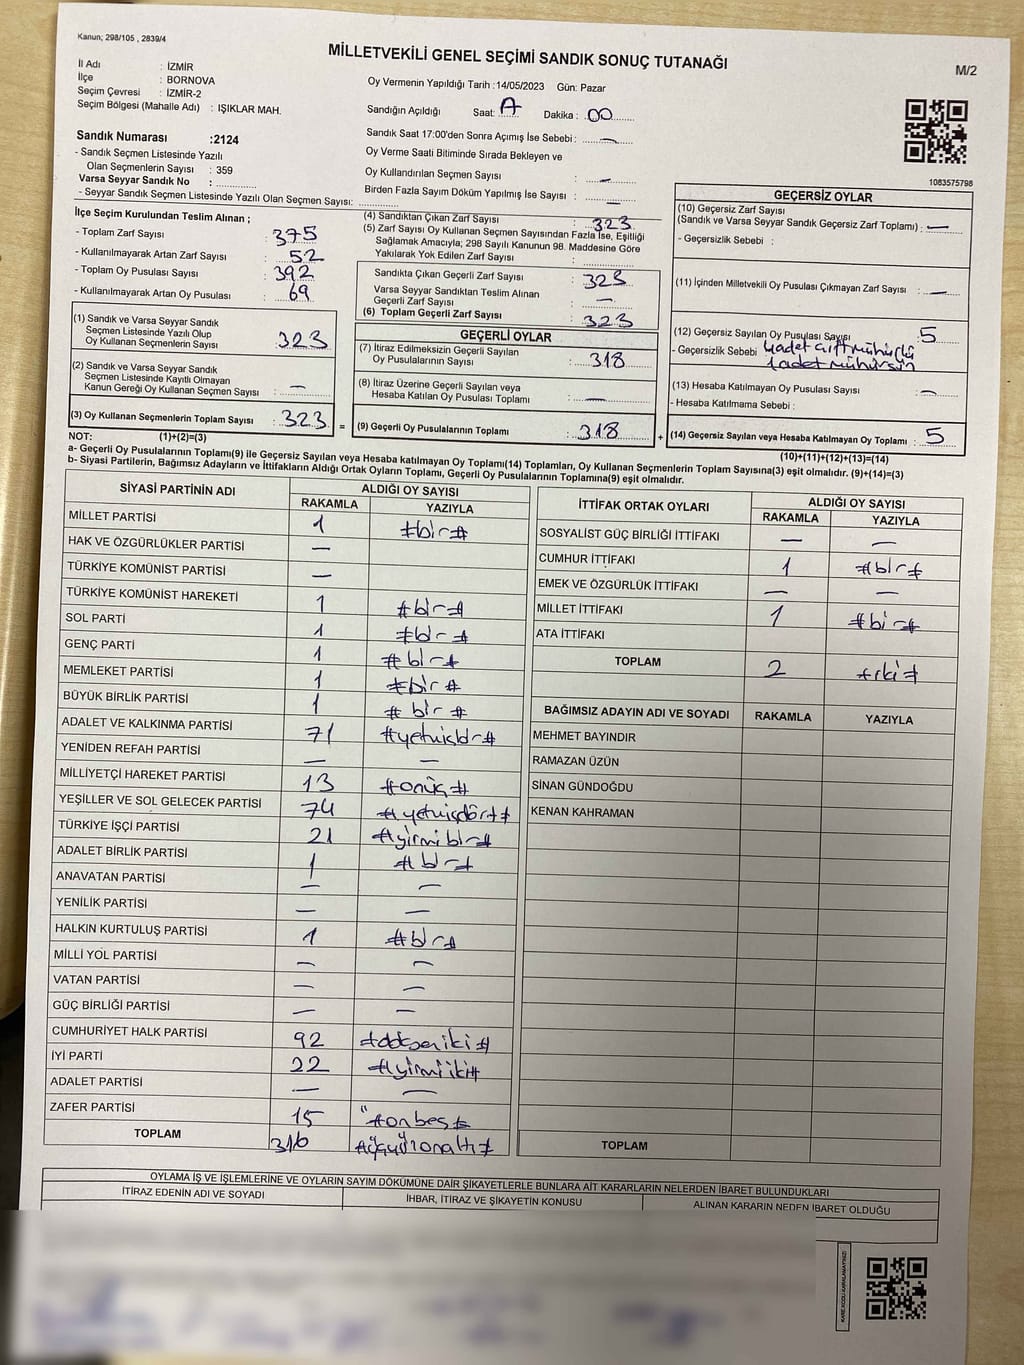 Kanun; 298/105 , 2839/4
MİLLETVEKİLİ GENEL SEÇİMİ SANDIK SONUÇ TUTANAĞI
M/2
İl Adı : İZMİR
İlçe : BORNOVA
Seçim Çevresi : İZMİR-2
Seçim Bölgesi (Mahalle Adı) : IŞIKLAR MAH.
Oy Vermenin Yapıldığı Tarih :14/05/2023 Gün: Pazar
Sandığın Açıldığı Saat: Dakika : 00
Sandık Saat 17:00'den Sonra Açımış İse Sebebi : —
Oy Verme Saati Bitiminde Sırada Bekleyen ve
Oy Kullandırılan Seçmen Sayısı : —
Birden Fazla Sayım Döküm Yapılmış İse Sayısı : —
Sandık Numarası :2124
- Sandık Seçmen Listesinde Yazılı
Olan Seçmenlerin Sayısı : 359
Varsa Seyyar Sandık No :
- Seyyar Sandık Seçmen Listesinde Yazılı Olan Seçmen Sayısı:
1083575798
İlçe Seçim Kurulundan Teslim Alınan ;
- Toplam Zarf Sayısı : 375
- Kullanılmayarak Artan Zarf Sayısı : 52
- Toplam Oy Pusulası Sayısı : 392
- Kullanılmayarak Artan Oy Pusulası : 69
(1) Sandık ve Varsa Seyyar Sandık
Seçmen Listesinde Yazılı Olup
Oy Kullanan Seçmenlerin Sayısı : 323
(2) Sandık ve Varsa Seyyar Sandık
Seçmen Listesinde Kayıtlı Olmayan
Kanun Gereği Oy Kullanan Seçmen Sayısı : —
(3) Oy Kullanan Seçmenlerin Toplam Sayısı : 323 =
(4) Sandıktan Çıkan Zarf Sayısı : 323
(5) Zarf Sayısı Oy Kullanan Seçmen Sayısından Fazla İse, Eşitliği
Sağlamak Amacıyla; 298 Sayılı Kanunun 98. Maddesine Göre
Yakılarak Yok Edilen Zarf Sayısı :
Sandıkta Çıkan Geçerli Zarf Sayısı : 323
Varsa Seyyar Sandıktan Teslim Alınan
Geçerli Zarf Sayısı : —
(6) Toplam Geçerli Zarf Sayısı : 323
GEÇERLİ OYLAR
(7) İtiraz Edilmeksizin Geçerli Sayılan
Oy Pusulalarının Sayısı : 318
(8) İtiraz Üzerine Geçerli Sayılan veya
Hesaba Katılan Oy Pusulası Toplamı : —
(9) Geçerli Oy Pusulalarının Toplamı : 318 +
GEÇERSİZ OYLAR
(10) Geçersiz Zarf Sayısı
(Sandık ve Varsa Seyyar Sandık Geçersiz Zarf Toplamı) : —
- Geçersizlik Sebebi :
(11) İçinden Milletvekili Oy Pusulası Çıkmayan Zarf Sayısı : —
(12) Geçersiz Sayılan Oy Pusulası Sayısı : 5
- Geçersizlik Sebebi 4adet çift mühürlü
1adet mühürsün
(13) Hesaba Katılmayan Oy Pusulası Sayısı : —
- Hesaba Katılmama Sebebi :
(14) Geçersiz Sayılan veya Hesaba Katılmayan Oy Toplamı : 5
NOT: (1)+(2)=(3)
(10)+(11)+(12)+(13)=(14)
a- Geçerli Oy Pusulalarının Toplamı(9) ile Geçersiz Sayılan veya Hesaba katılmayan Oy Toplamı(14) Toplamları, Oy Kullanan Seçmenlerin Toplam Sayısına(3) eşit olmalıdır. (9)+(14)=(3)
b- Siyasi Partilerin, Bağımsız Adayların ve İttifakların Aldığı Ortak Oyların Toplamı, Geçerli Oy Pusulalarının Toplamına(9) eşit olmalıdır.
SİYASİ PARTİNİN ADI ALDIĞI OY SAYISI
RAKAMLA YAZIYLA
MİLLET PARTİSİ 1 #bir#
HAK VE ÖZGÜRLÜKLER PARTİSİ —
TÜRKİYE KOMÜNİST PARTİSİ —
TÜRKİYE KOMÜNİST HAREKETİ 1 #bir#
SOL PARTİ 1 #bir#
GENÇ PARTİ 1 #bir#
MEMLEKET PARTİSİ 1 #bir#
BÜYÜK BİRLİK PARTİSİ 1 #bir#
ADALET VE KALKINMA PARTİSİ 71 #yetmişbir#
YENİDEN REFAH PARTİSİ — —
MİLLİYETÇİ HAREKET PARTİSİ 13 #onüç#
YEŞİLLER VE SOL GELECEK PARTİSİ 74 #yetmişdört#
TÜRKİYE İŞÇİ PARTİSİ 21 #yirmibir#
ADALET BİRLİK PARTİSİ 1 #bir#
ANAVATAN PARTİSİ — —
YENİLİK PARTİSİ — —
HALKIN KURTULUŞ PARTİSİ 1 #bir#
MİLLİ YOL PARTİSİ — —
VATAN PARTİSİ — —
GÜÇ BİRLİĞİ PARTİSİ — —
CUMHURİYET HALK PARTİSİ 92 #doksaniki#
İYİ PARTİ 22 #yirmiiki#
ADALET PARTİSİ — —
ZAFER PARTİSİ 15 #onbeş#
TOPLAM 316 #üçyüzonaltı#
İTTİFAK ORTAK OYLARI ALDIĞI OY SAYISI
RAKAMLA YAZIYLA
SOSYALİST GÜÇ BİRLİĞİ İTTİFAKI — —
CUMHUR İTTİFAKI 1 #bir#
EMEK VE ÖZGÜRLÜK İTTİFAKI — —
MİLLET İTTİFAKI 1 #bir#
ATA İTTİFAKI
TOPLAM 2 #iki#
BAĞIMSIZ ADAYIN ADI VE SOYADI RAKAMLA YAZIYLA
MEHMET BAYINDIR
RAMAZAN ÜZÜN
SİNAN GÜNDOĞDU
KENAN KAHRAMAN
TOPLAM
OYLAMA İŞ VE İŞLEMLERİNE VE OYLARIN SAYIM DÖKÜMÜNE DAİR ŞİKAYETLERLE BUNLARA AİT KARARLARIN NELERDEN İBARET BULUNDUKLARI
İTİRAZ EDENİN ADI VE SOYADI İHBAR, İTİRAZ VE ŞİKAYETİN KONUSU ALINAN KARARIN NEDEN İBARET OLDUĞU